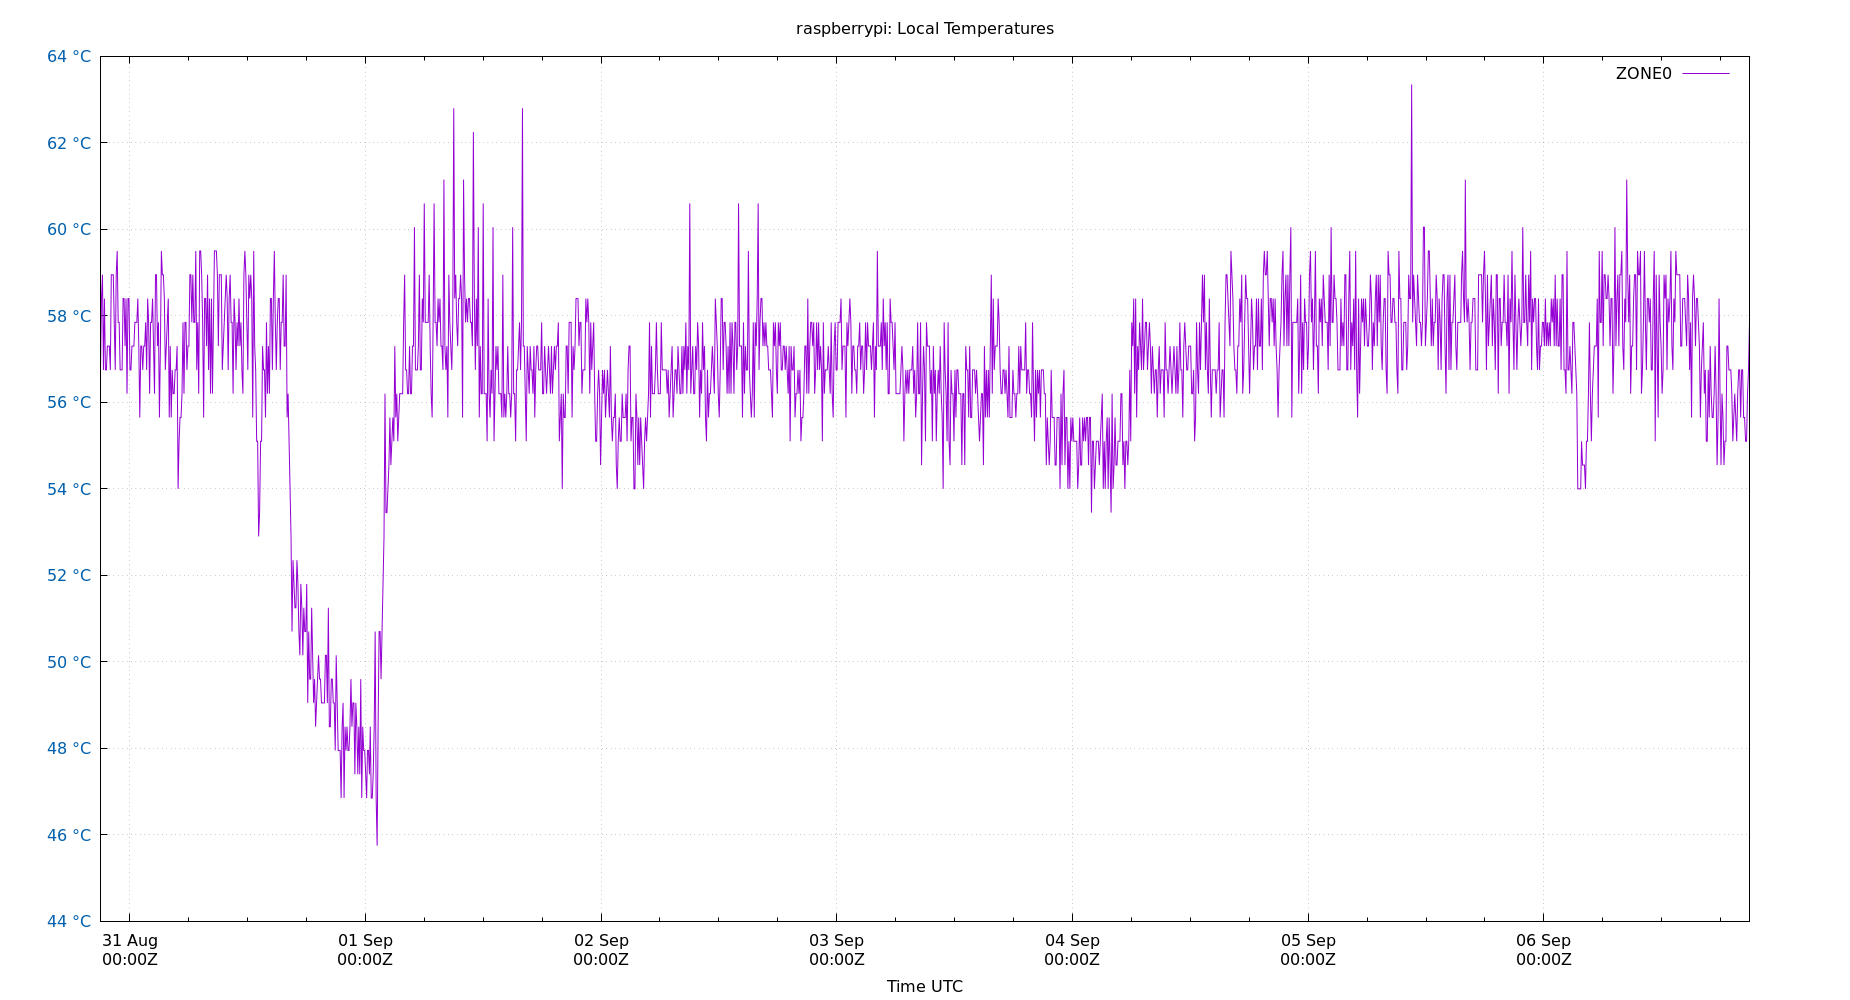 raspberrypi: Local Temperatures
64 °C
ZONE0
62 °C
60 °C
58 °C
56 °C
54 °C
52 °C
50 °C
48 °C
46 °C
44 °C
31 Aug 01 Sep 02 Sep 03 Sep 04 Sep 05 Sep 06 Sep
00:00Z 00:00Z 00:00Z 00:00Z 00:00Z 00:00Z 00:00Z
Time UTC